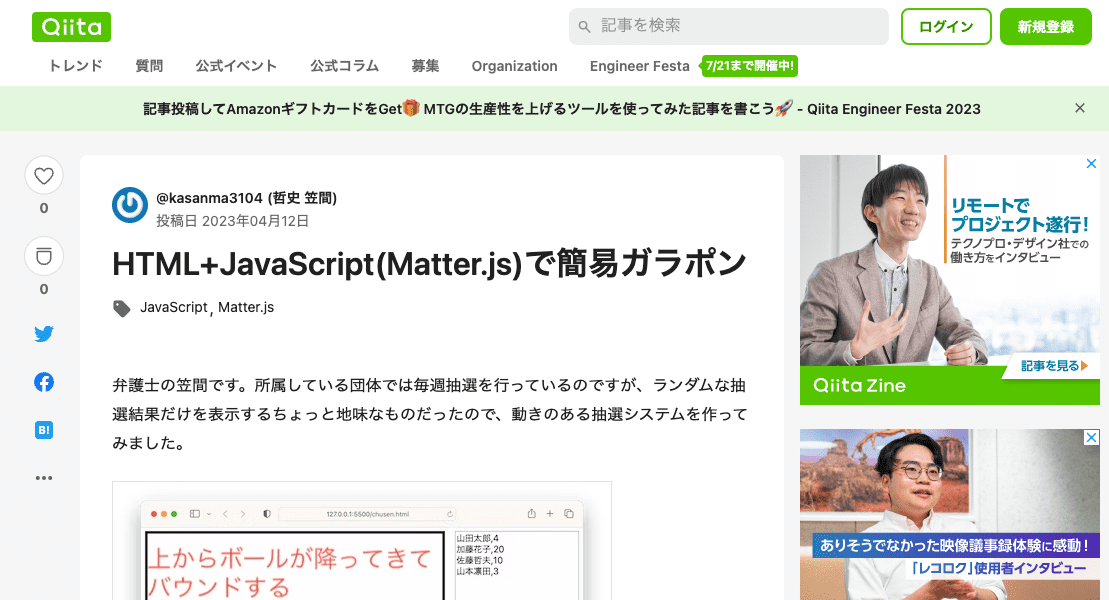 Qiita
記事を検索
ログイン
新規登録
トレンド
質問
公式イベント
公式コラム
募集
Organization
Engineer Festa
7/21まで開催中!
記事投稿してAmazonギフトカードをGet🎁 MTGの生産性を上げるツールを使ってみた記事を書こう🚀 - Qiita Engineer Festa 2023
0
0
B!
@kasanma3104 (哲史 笠間)
投稿日 2023年04月12日
HTML+JavaScript(Matter.js)で簡易ガラポン
JavaScript, Matter.js
弁護士の笠間です。所属している団体では毎週抽選を行っているのですが、ランダムな抽
選結果だけを表示するちょっと地味なものだったので、動きのある抽選システムを作って
みました。
127.0.0.1:5500/chusen.html
上からボールが降ってきて
バウンドする
山田太郎,4
加藤花子,20
佐藤哲夫,10
山本凛田,3
リモートで
プロジェクト遂行!
テクノプロ・デザイン社での
働き方をインタビュー
記事を見る
Qiita Zine
ありそうでなかった映像議事録体験に感動!
「レコロク」使用者インタビュー